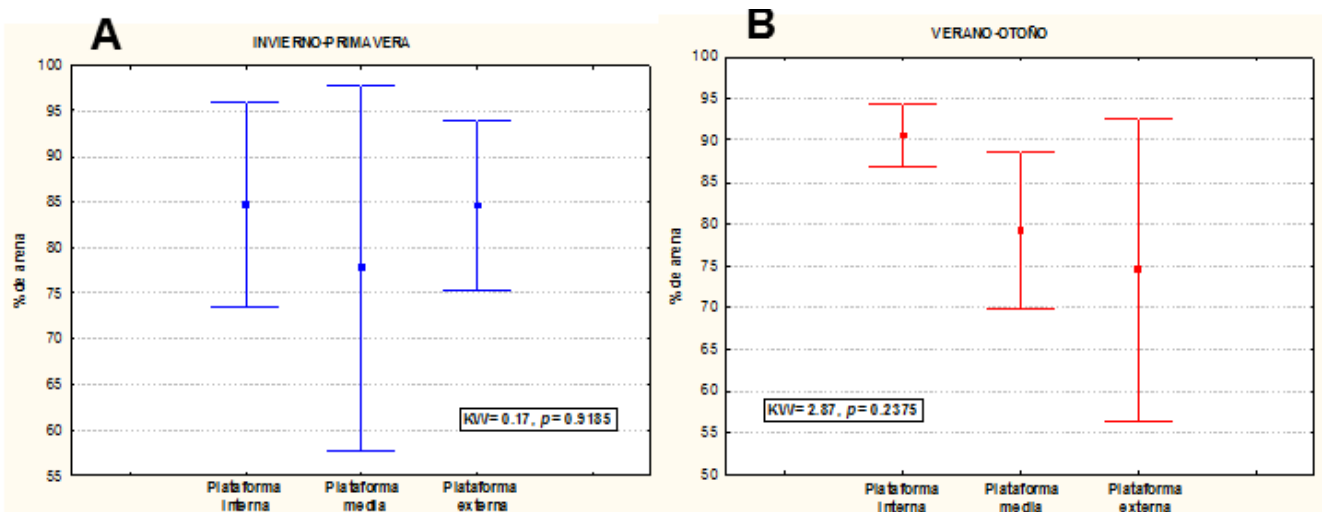 A
INVIERNO-PRIMAVERA
100
95
90
85
80
75
70
65
60
55
% de arena
KW= 0.17, p= 0.9185
Plataforma
interna
Plataforma
media
Plataforma
externa
B
VERANO-OTOÑO
100
95
90
85
80
75
70
65
60
55
50
% de arena
KW= 2.87, p= 0.2375
Plataforma
interna
Plataforma
media
Plataforma
externa